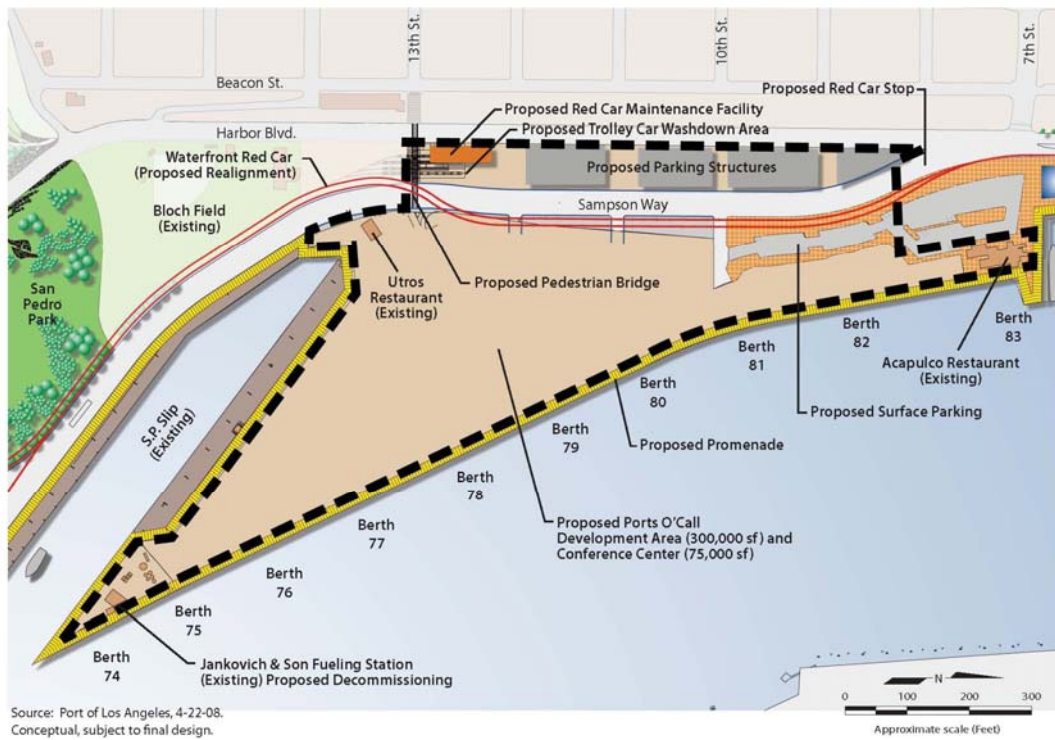 13th St.
10th St.
7th St.
Beacon St.
Proposed Red Car Stop
Proposed Red Car Maintenance Facility
Harbor Blvd.
Proposed Trolley Car Washdown Area
Waterfront Red Car
(Proposed Realignment)
Proposed Parking Structures
Bloch Field
(Existing)
Sampson Way
San
Pedro
Park
Utros
Restaurant
(Existing)
Proposed Pedestrian Bridge
Berth
83
Berth
82
Berth
81
Acapulco Restaurant
(Existing)
Berth
80
Proposed Surface Parking
S.P. Slip
(Existing)
Berth
79
Proposed Promenade
Berth
78
Berth
77
Proposed Ports O'Call
Development Area (300,000 sf) and
Conference Center (75,000 sf)
Berth
76
Berth
75
Berth
74
Jankovich & Son Fueling Station
(Existing) Proposed Decommissioning
N
0 100 200 300
Approximate scale (Feet)
Source: Port of Los Angeles, 4-22-08.
Conceptual, subject to final design.